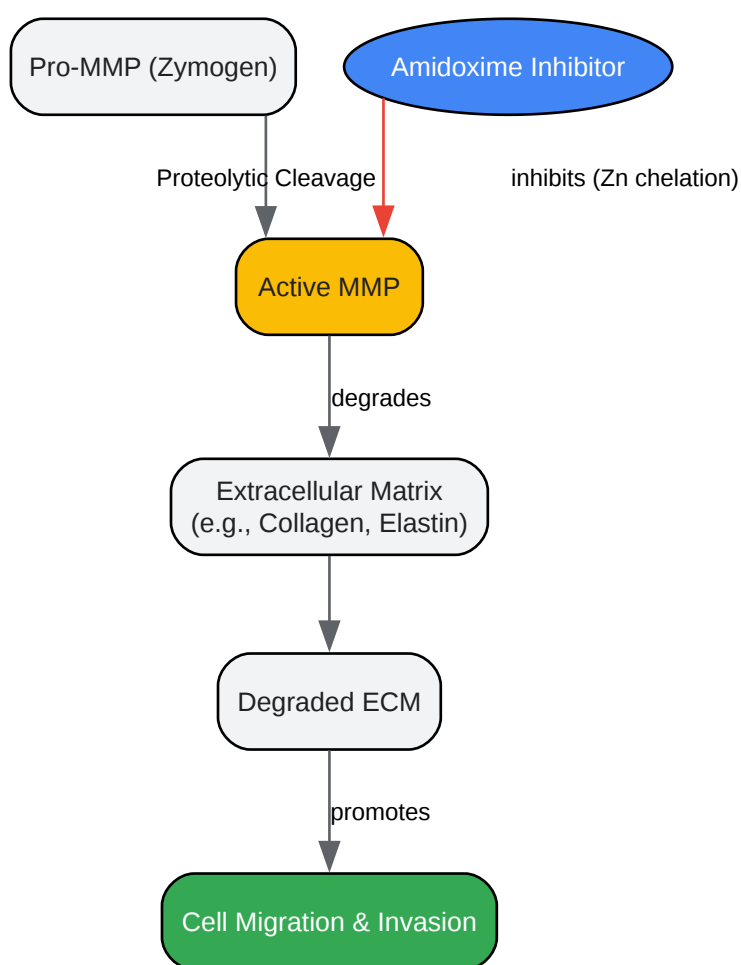 Pro-MMP (Zymogen)
Amidoxime Inhibitor
Proteolytic Cleavage
inhibits (Zn chelation)
Active MMP
degrades
Extracellular Matrix
(e.g., Collagen, Elastin)
Degraded ECM
promotes
Cell Migration & Invasion